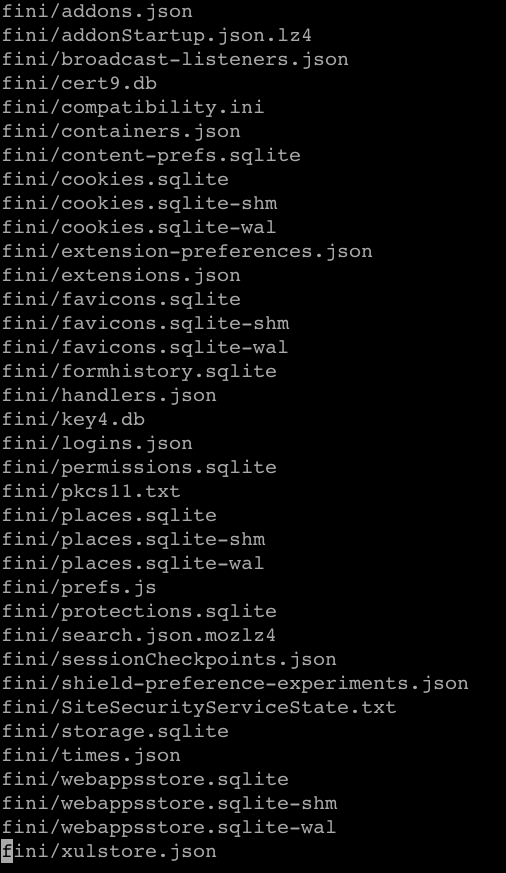 fini/addons.json
fini/addonStartup.json.lz4
fini/broadcast-listeners.json
fini/cert9.db
fini/compatibility.ini
fini/containers.json
fini/content-prefs.sqlite
fini/cookies.sqlite
fini/cookies.sqlite-shm
fini/cookies.sqlite-wal
fini/extension-preferences.json
fini/extensions.json
fini/favicons.sqlite
fini/favicons.sqlite-shm
fini/favicons.sqlite-wal
fini/formhistory.sqlite
fini/handlers.json
fini/key4.db
fini/logins.json
fini/permissions.sqlite
fini/pkcs11.txt
fini/places.sqlite
fini/places.sqlite-shm
fini/places.sqlite-wal
fini/prefs.js
fini/protections.sqlite
fini/search.json.mozlz4
fini/sessionCheckpoints.json
fini/shield-preference-experiments.json
fini/SiteSecurityServiceState.txt
fini/storage.sqlite
fini/times.json
fini/webappsstore.sqlite
fini/webappsstore.sqlite-shm
fini/webappsstore.sqlite-wal
fini/xulstore.json